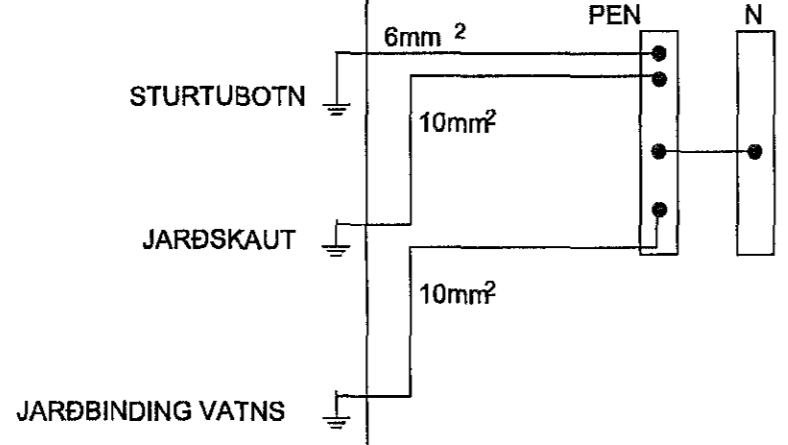 PEN N
6mm ²
STURTUBOTN
10mm²
JARÐSKAUT
10mm²
JARÐBINDING VATNS